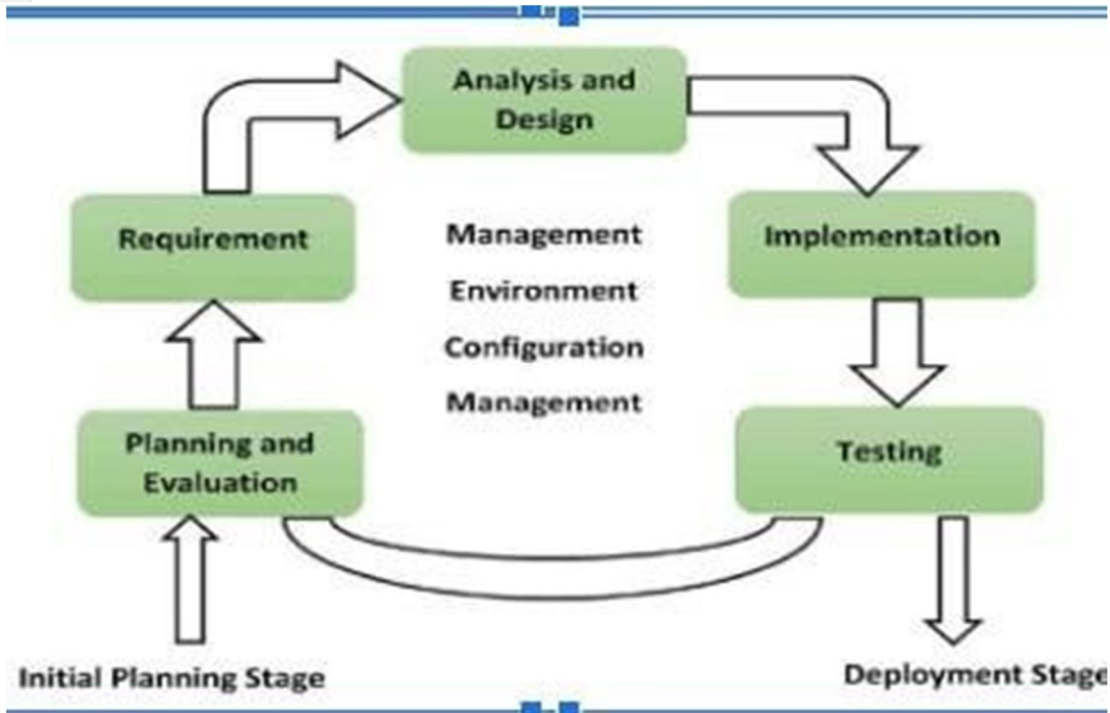 Analysis and
Design
Requirement
Management
Implementation
Environment
Configuration
Management
Planning and
Evaluation
Testing
Initial Planning Stage
Deployment Stage